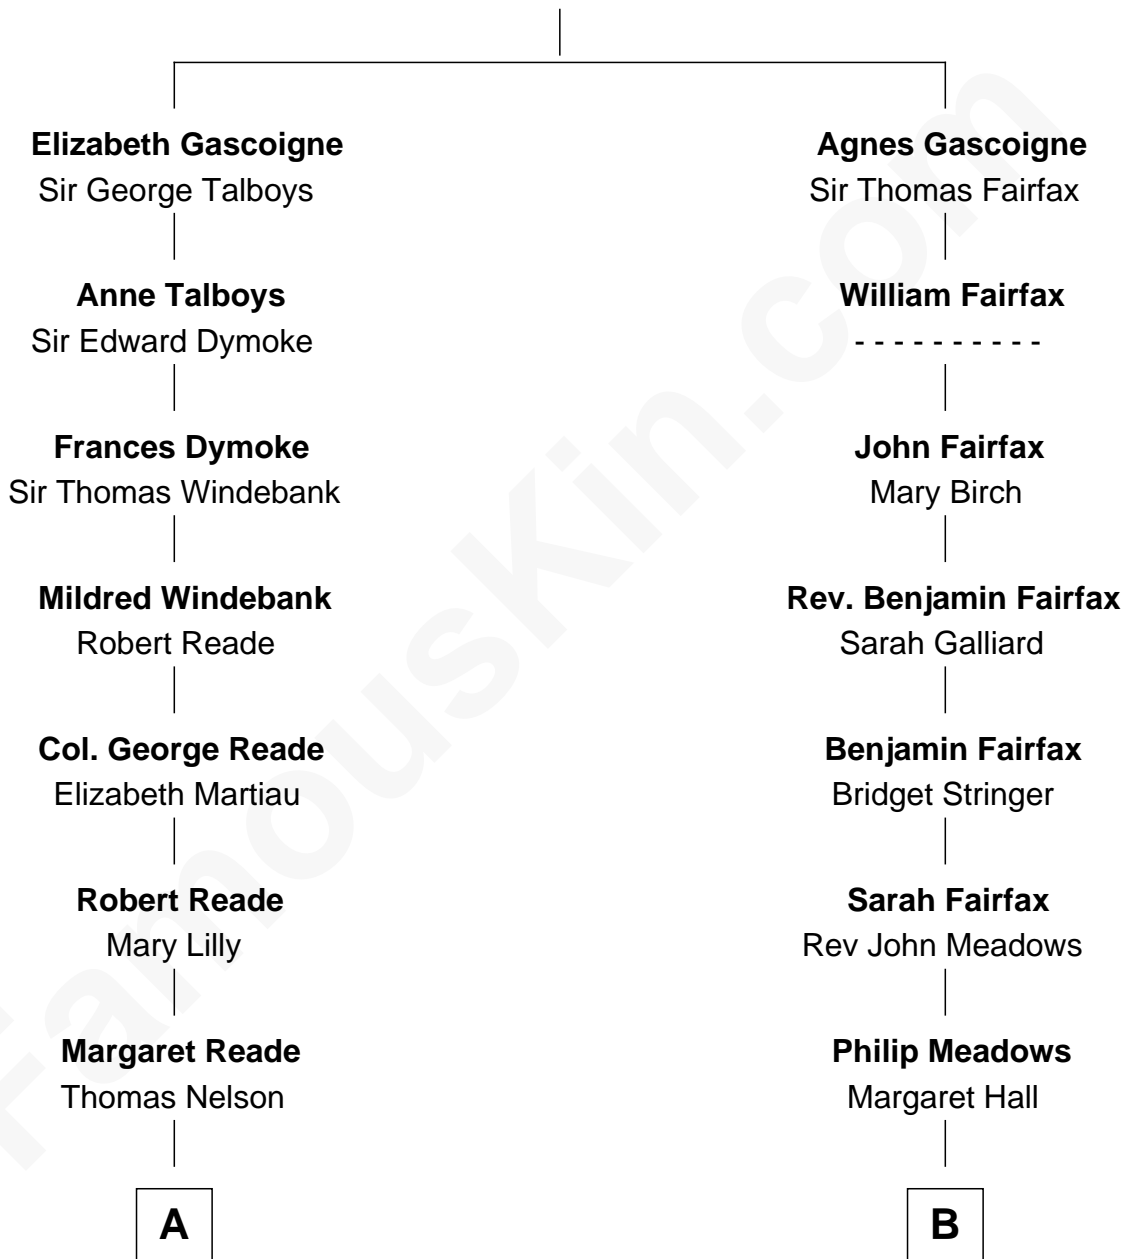 Elizabeth Gascoigne
Sir George Talboys
Anne Talboys
Sir Edward Dymoke
Frances Dymoke
Sir Thomas Windebank
Mildred Windebank
Robert Reade
Col. George Reade
Elizabeth Martiau
Robert Reade
Mary Lilly
Margaret Reade
Thomas Nelson
A
Agnes Gascoigne
Sir Thomas Fairfax
William Fairfax
- - - - - - - - - -
John Fairfax
Mary Birch
Rev. Benjamin Fairfax
Sarah Galliard
Benjamin Fairfax
Bridget Stringer
Sarah Fairfax
Rev John Meadows
Philip Meadows
Margaret Hall
B
FamousKin.com